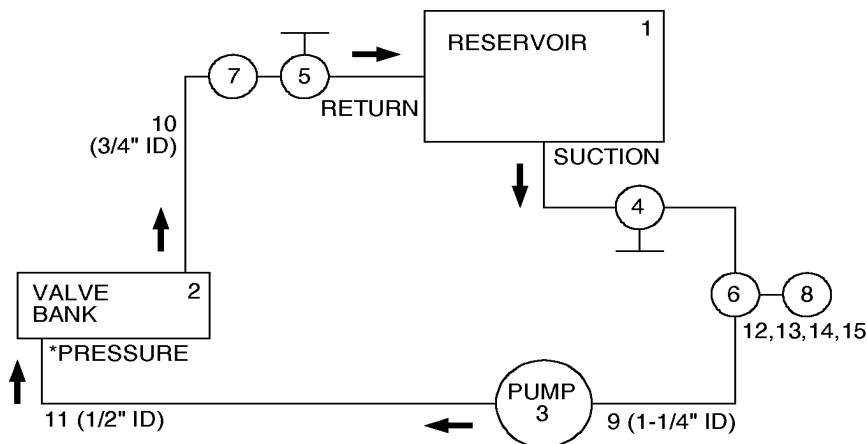 RESERVOIR 1
7
5
RETURN
10
(3/4" ID)
SUCTION
4
VALVE 2
BANK
6
8
12,13,14,15
*PRESSURE
PUMP
3
11 (1/2" ID)
9 (1-1/4" ID)